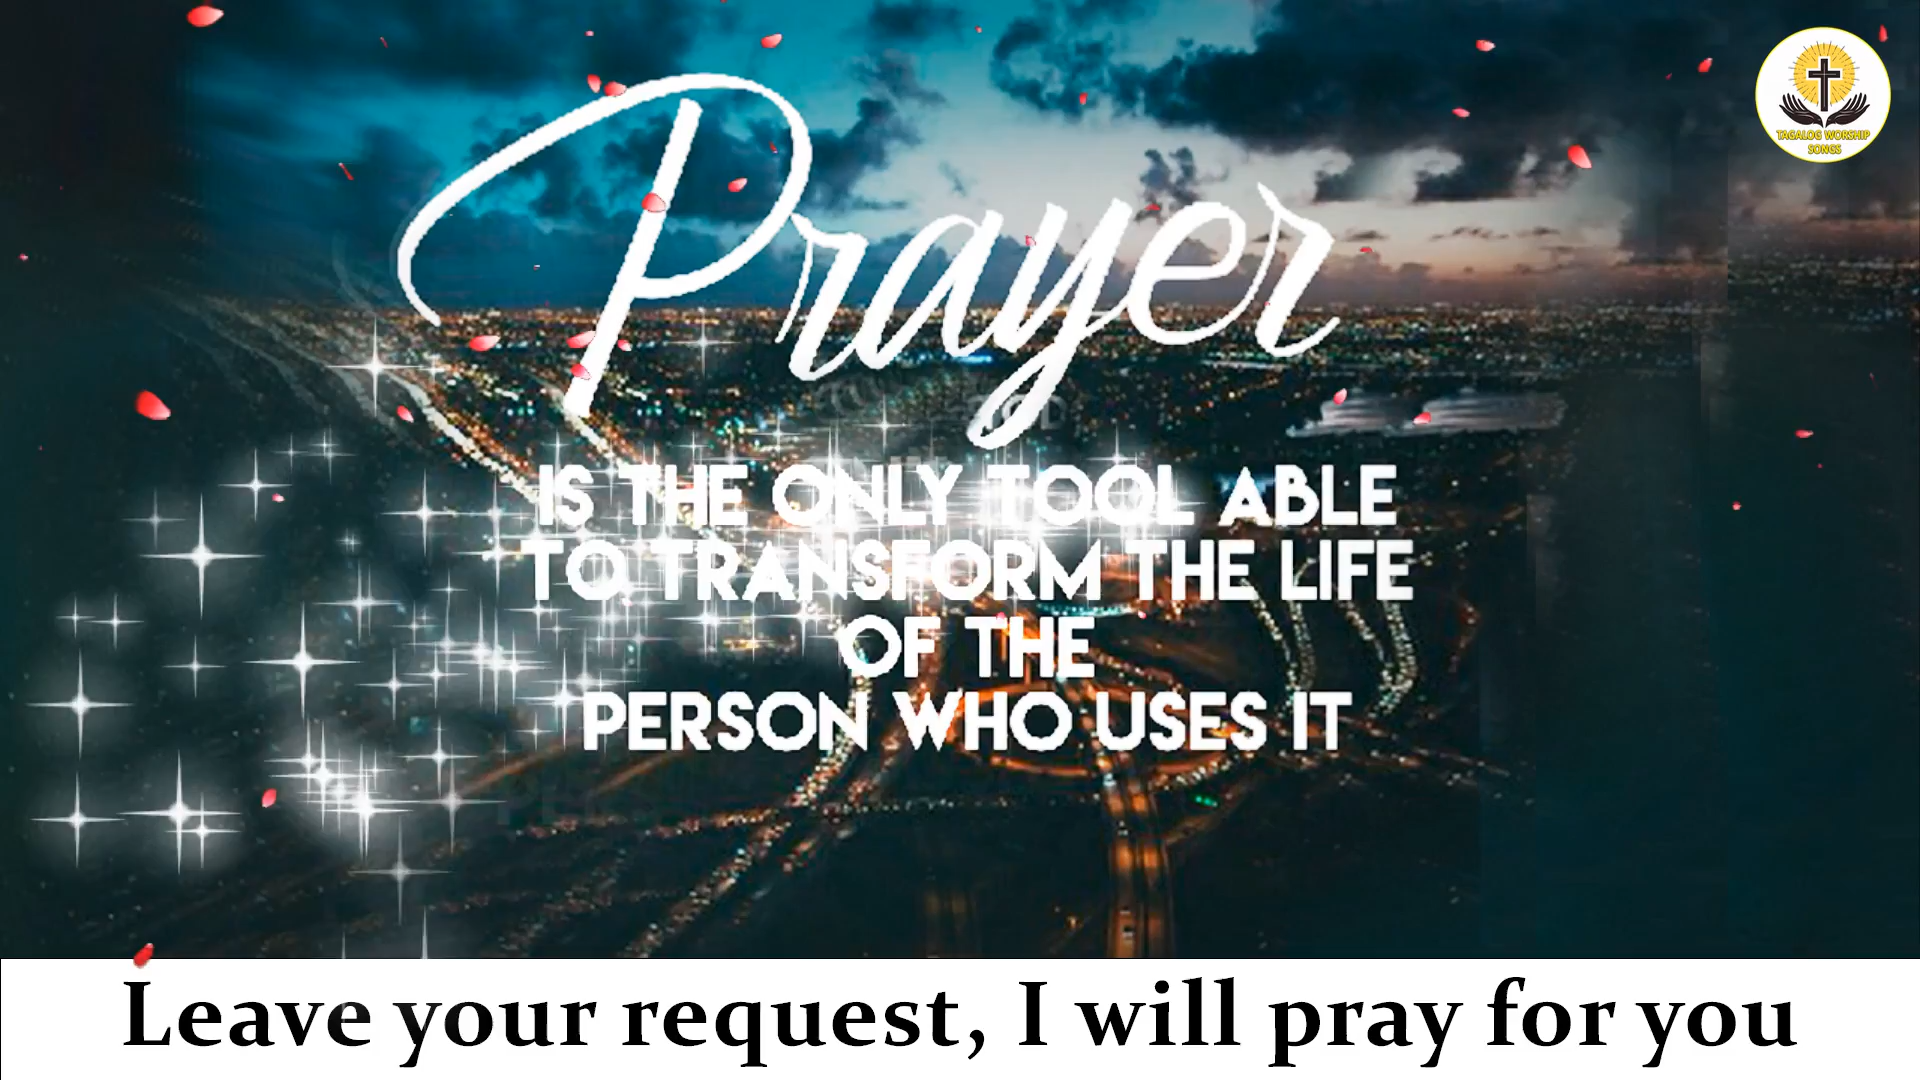 Prayer
IS THE ONLY TOOL ABLE
TO TRANSFORM THE LIFE
OF THE
PERSON WHO USES IT
TAGALOG WORSHIP
SONGS
Leave your request, I will pray for you